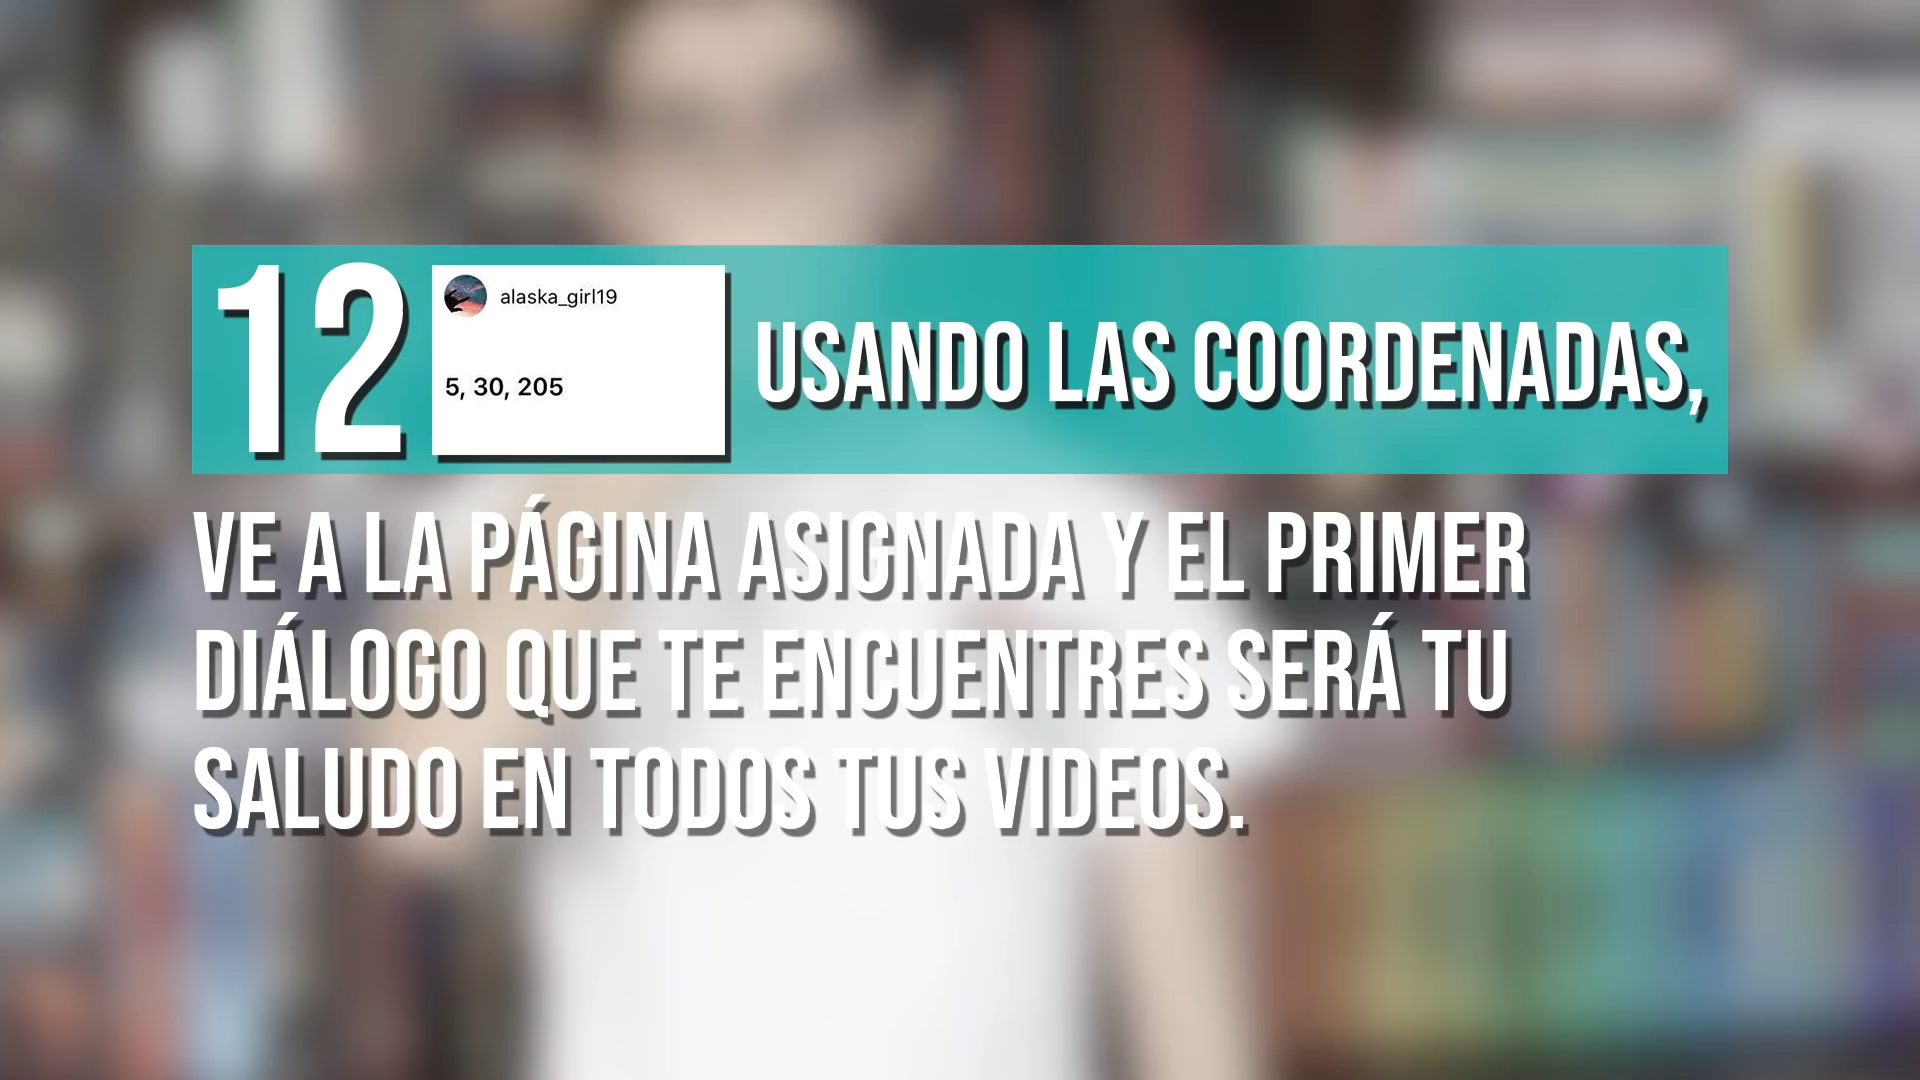 12
alaska_girl19
5, 30, 205
USANDO LAS COORDENADAS,
VE A LA PÁGINA ASIGNADA Y EL PRIMER
DIÁLOGO QUE TE ENCUENTRES SERÁ TU
SALUDO EN TODOS TUS VIDEOS.